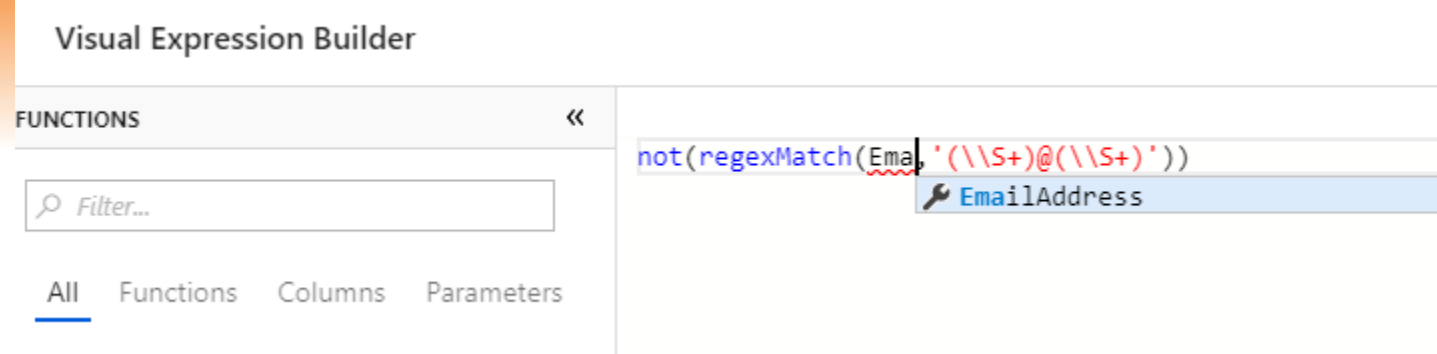 Visual Expression Builder
FUNCTIONS «
not(regexMatch(Ema,'(\\S+)@(\\S+)'))
EmailAddress
Filter...
All Functions Columns Parameters